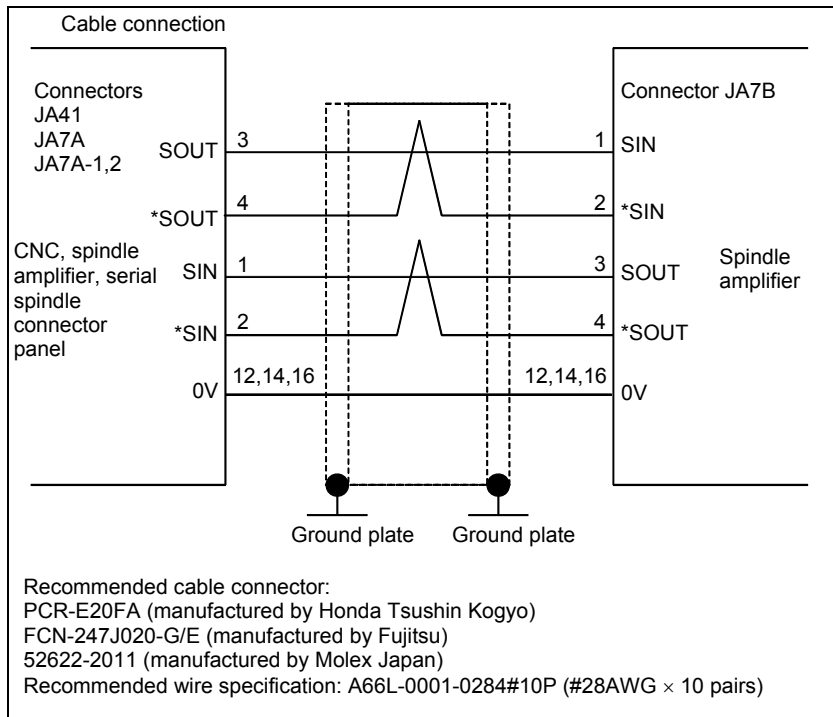 Cable connection
Connectors
JA41
JA7A
JA7A-1,2
Connector JA7B
SOUT 3 1 SIN
*SOUT 4 2 *SIN
CNC, spindle
amplifier, serial
spindle
connector
panel
SIN 1 3 SOUT
*SIN 2 4 *SOUT
Spindle
amplifier
0V 12,14,16 12,14,16 0V
Ground plate Ground plate
Recommended cable connector:
PCR-E20FA (manufactured by Honda Tsushin Kogyo)
FCN-247J020-G/E (manufactured by Fujitsu)
52622-2011 (manufactured by Molex Japan)
Recommended wire specification: A66L-0001-0284#10P (#28AWG × 10 pairs)